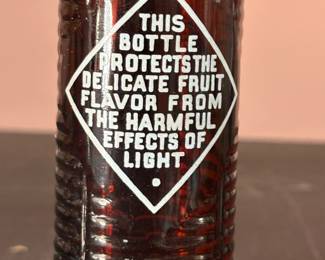 THIS
BOTTLE
PROTECTS THE
DELICATE FRUIT
FLAVOR FROM
THE HARMFUL
EFFECTS OF
LIGHT